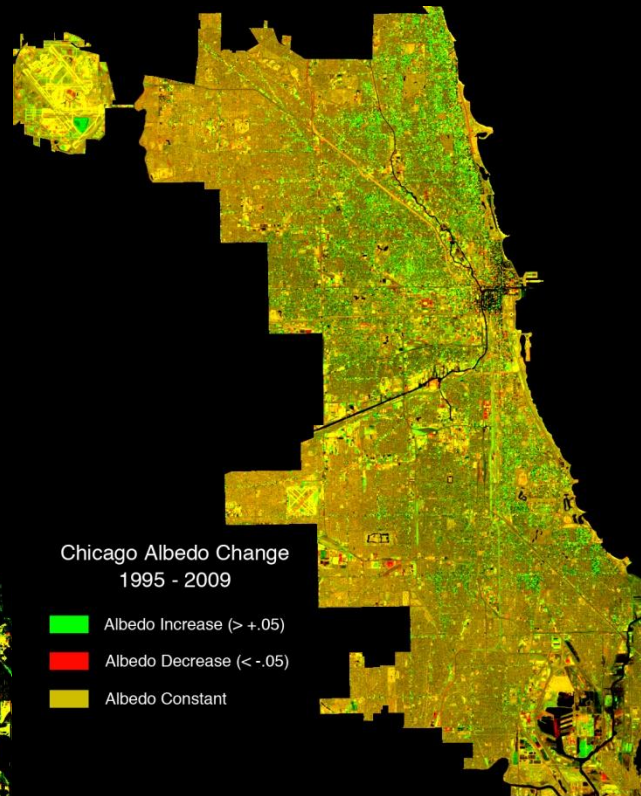 Chicago Albedo Change
1995 - 2009
Albedo Increase (> +.05)
Albedo Decrease (< -.05)
Albedo Constant